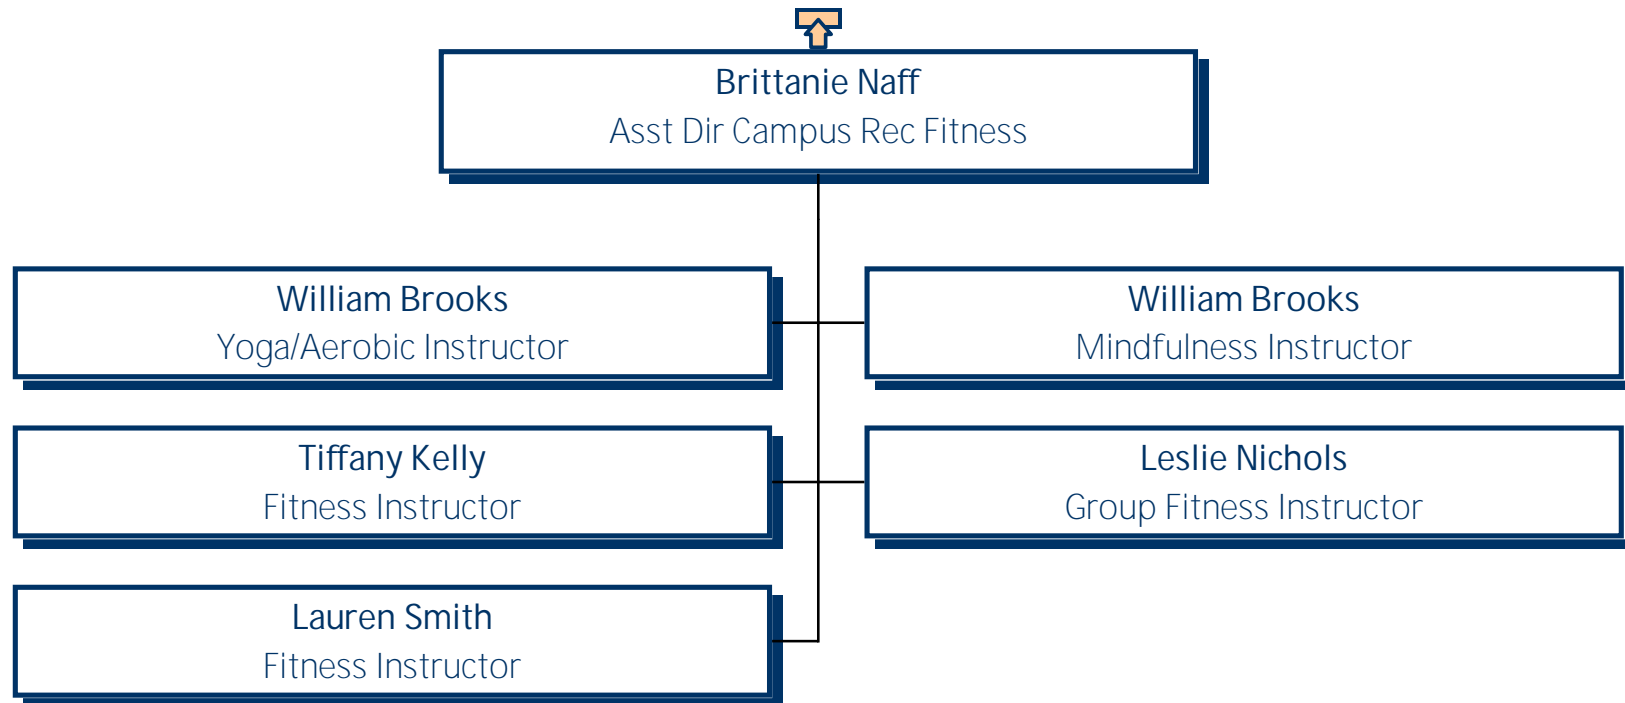 Brittanie Naff
Asst Dir Campus Rec Fitness
William Brooks
Yoga/Aerobic Instructor
William Brooks
Mindfulness Instructor
Tiffany Kelly
Fitness Instructor
Leslie Nichols
Group Fitness Instructor
Lauren Smith
Fitness Instructor